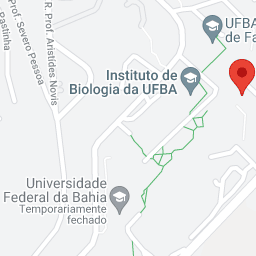 UFBA
de Fa
Instituto de
Biologia da UFBA
R. Prof. Aristides Novis
Prof. Severo Pessoa
Pastinha
Universidade
Federal da Bahia
Temporariamente
fechado